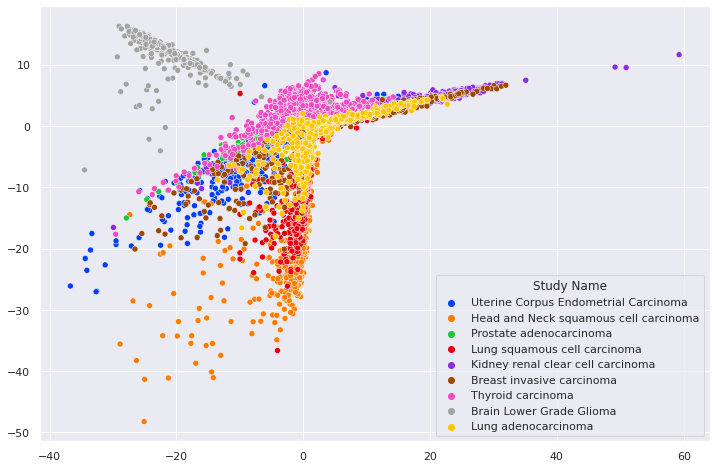 10
0
−10
−20
−30
−40
−50
−40
−20
0
20
40
60
Study Name
Uterine Corpus Endometrial Carcinoma
Head and Neck squamous cell carcinoma
Prostate adenocarcinoma
Lung squamous cell carcinoma
Kidney renal clear cell carcinoma
Breast invasive carcinoma
Thyroid carcinoma
Brain Lower Grade Glioma
Lung adenocarcinoma